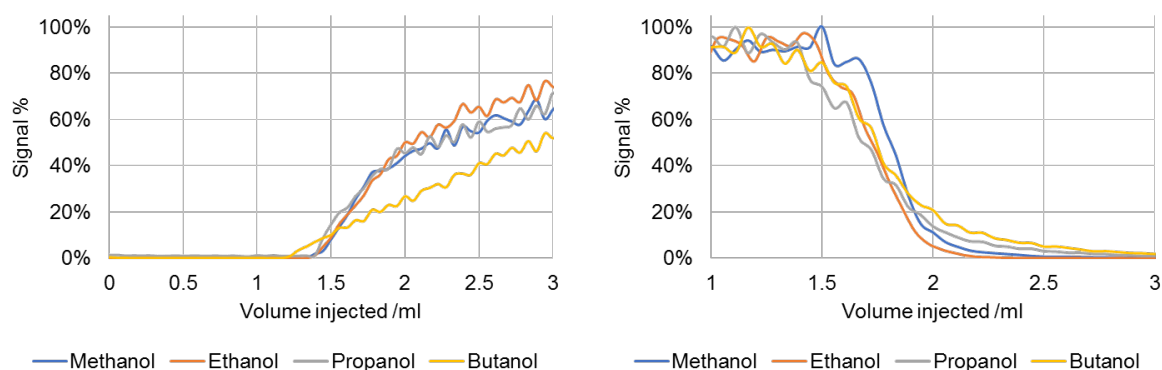 100%
80%
60%
40%
20%
0%
Signal %
0 0.5 1 1.5 2 2.5 3
Volume injected /ml
Methanol Ethanol Propanol Butanol
100%
80%
60%
40%
20%
0%
Signal %
1 1.5 2 2.5 3
Volume injected /ml
Methanol Ethanol Propanol Butanol